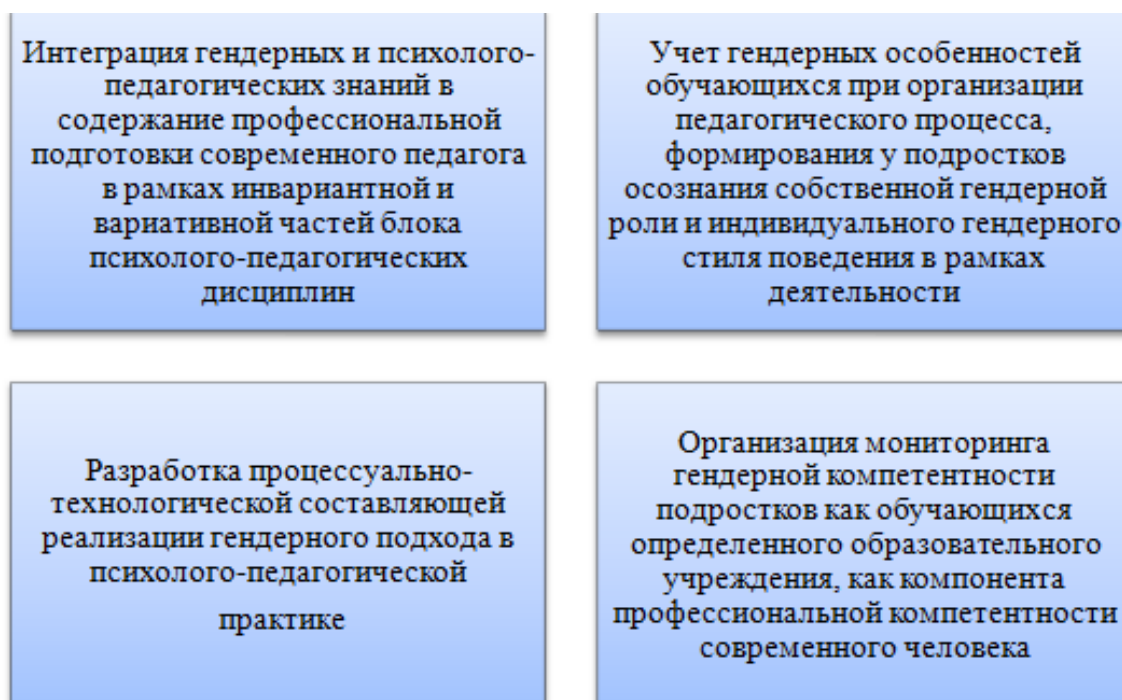 Интеграция гендерных и психолого-
педагогических знаний в
содержание профессиональной
подготовки современного педагога
в рамках инвариантной и
вариативной частей блока
психолого-педагогических
дисциплин
Учет гендерных особенностей
обучающихся при организации
педагогического процесса,
формирования у подростков
осознания собственной гендерной
роли и индивидуального гендерного
стиля поведения в рамках
деятельности
Разработка процессуально-
технологической составляющей
реализации гендерного подхода в
психолого-педагогической
практике
Организация мониторинга
гендерной компетентности
подростков как обучающихся
определенного образовательного
учреждения, как компонента
профессиональной компетентности
современного человека